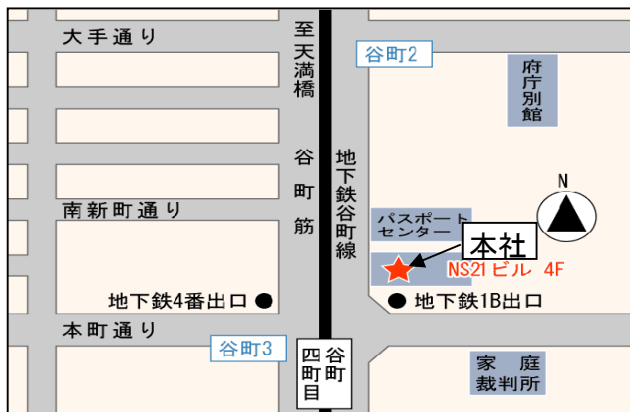 大手通り
至天満橋
谷町2
府庁別館
谷町筋
地下鉄谷町線
N
南新町通り
パスポート
センター
本社
NS21ビル 4F
地下鉄4番出口
地下鉄1B出口
本町通り
谷町3
谷町
四町目
家庭
裁判所